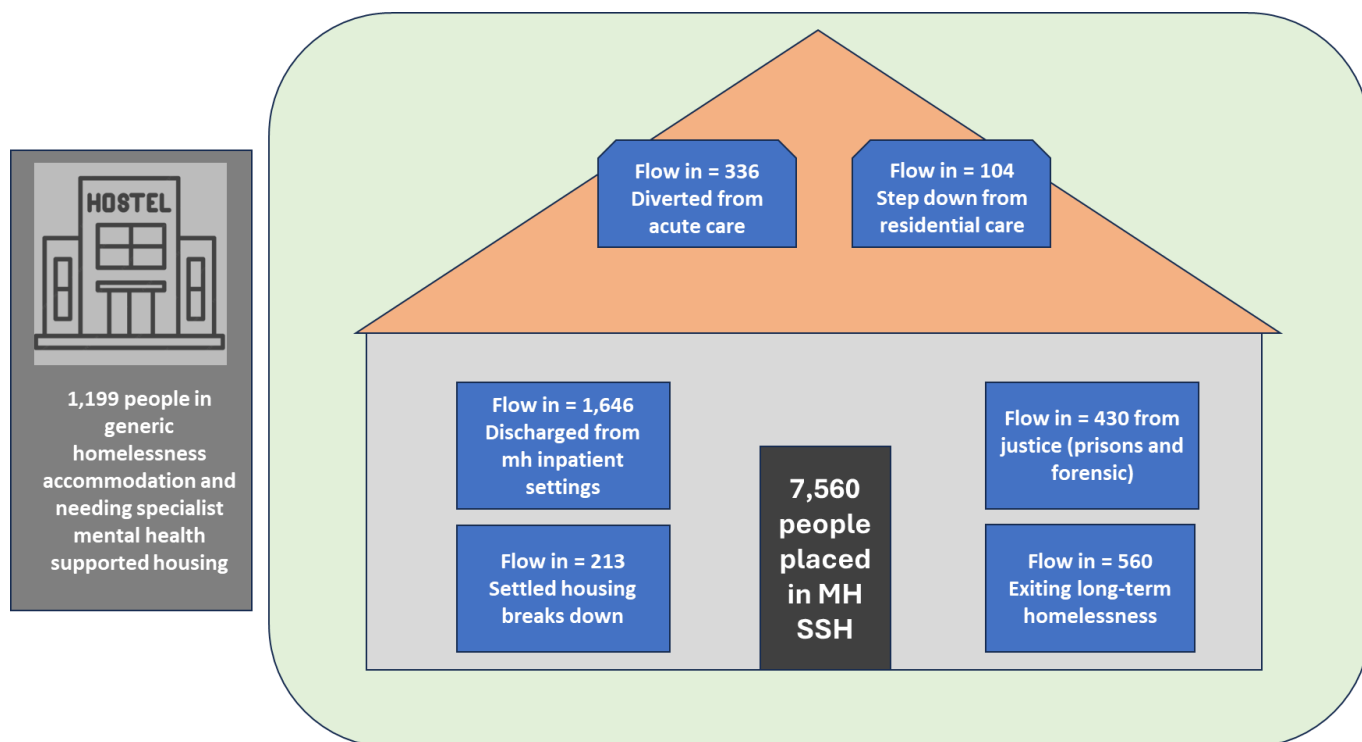 HOSTEL
1,199 people in
generic
homelessness
accommodation and
needing specialist
mental health
supported housing
Flow in = 336
Diverted from
acute care
Flow in = 104
Step down from
residential care
Flow in = 1,646
Discharged from
mh inpatient
settings
Flow in = 213
Settled housing
breaks down
7,560
people
placed
in MH
SSH
Flow in = 430 from
justice (prisons and
forensic)
Flow in = 560
Exiting long-term
homelessness